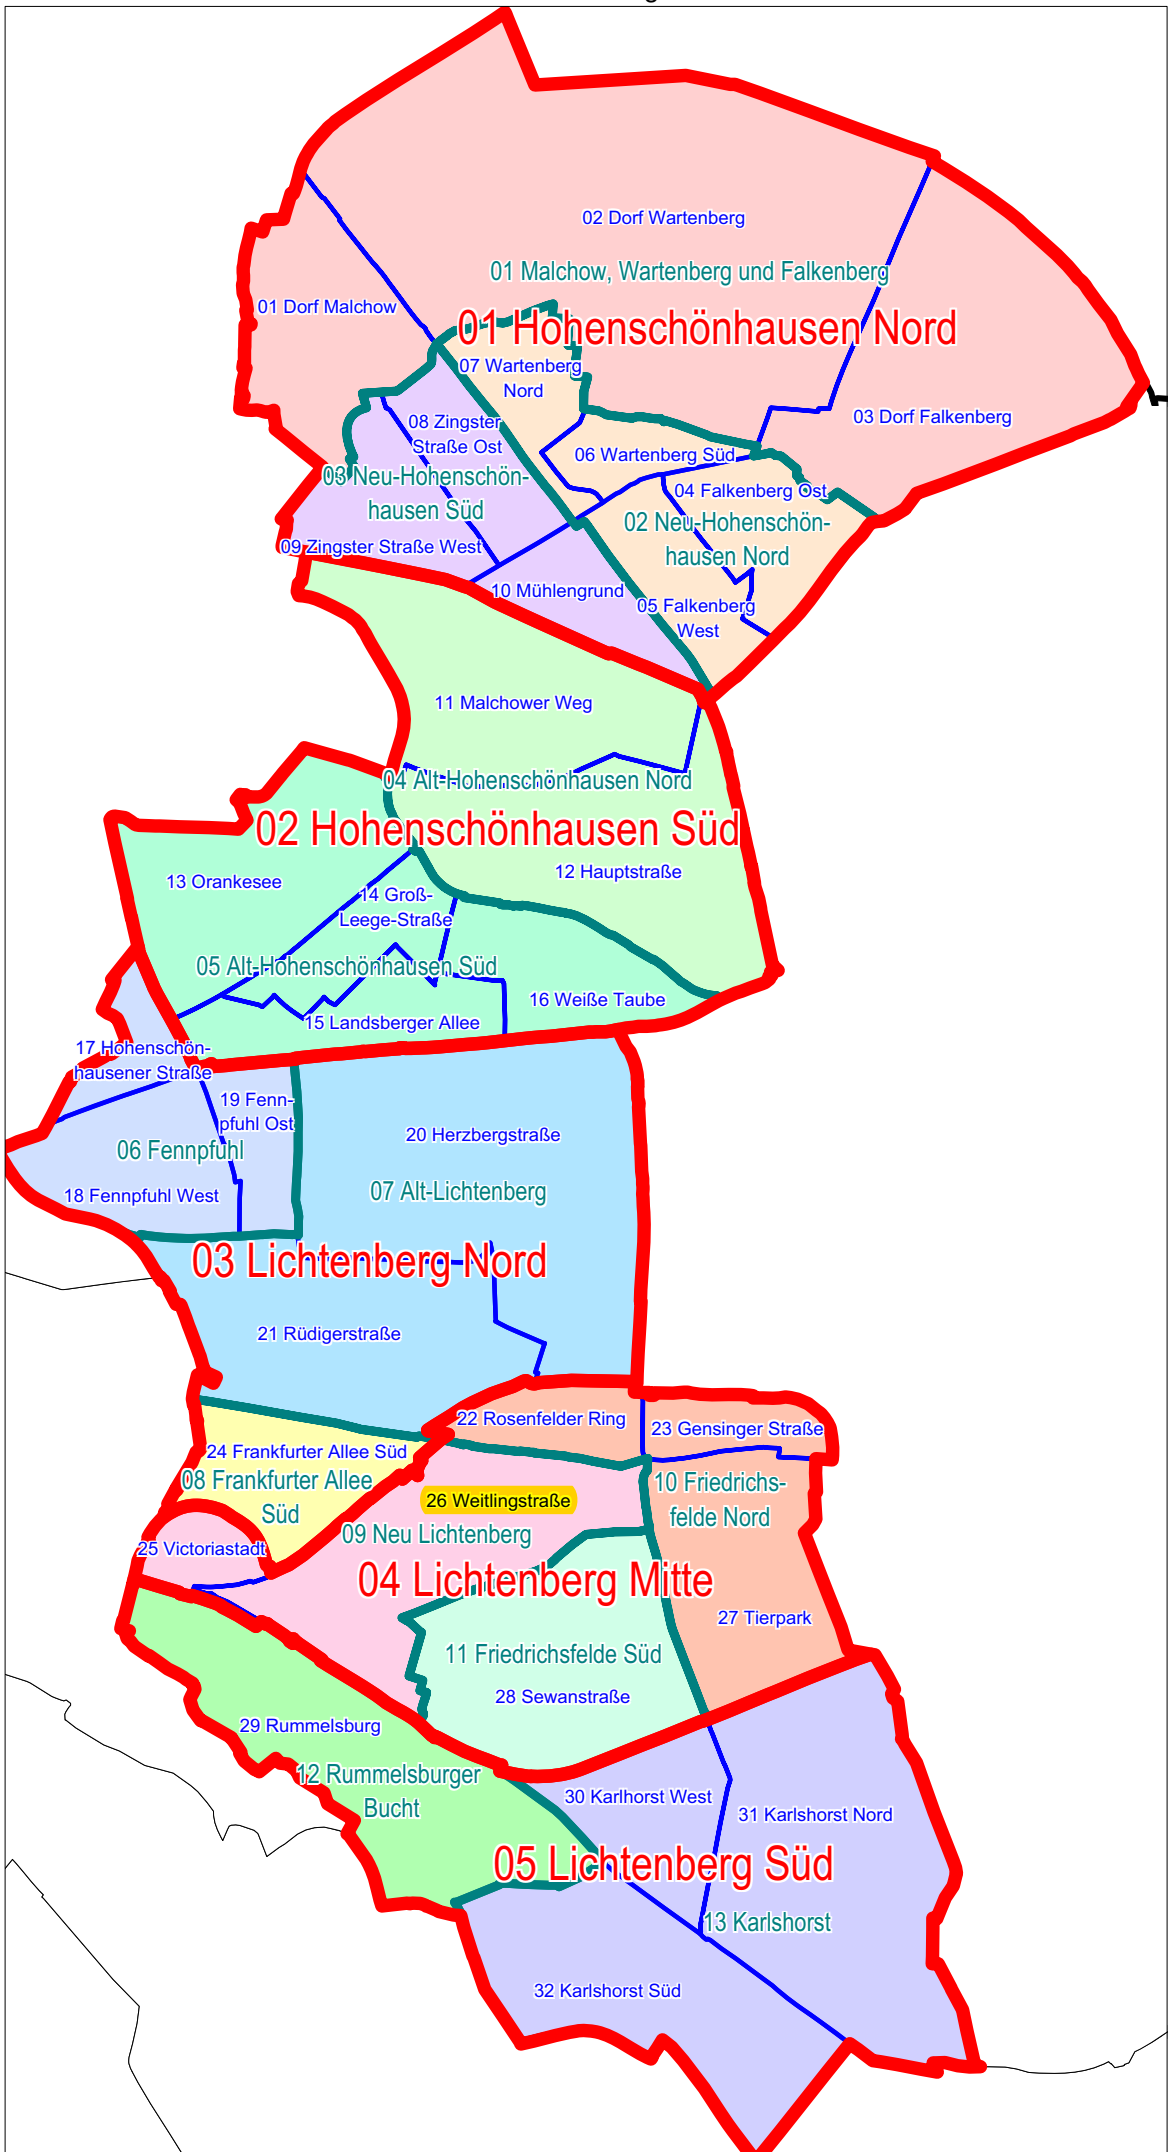 02 Dorf Wartenberg
01 Malchow, Wartenberg und Falkenberg
01 Dorf Malchow
01 Hohenschönhausen Nord
07 Wartenberg
Nord
03 Dorf Falkenberg
08 Zingster
Straße Ost
06 Wartenberg Süd
03 Neu-Hohenschön-
hausen Süd
04 Falkenberg Ost
02 Neu-Hohenschön-
hausen Nord
09 Zingster Straße West
10 Mühlengrund
05 Falkenberg
West
11 Malchower Weg
04 Alt-Hohenschönhausen Nord
02 Hohenschönhausen Süd
12 Hauptstraße
13 Orankesee
14 Groß-
Leege-Straße
05 Alt-Hohenschönhausen Süd
16 Weiße Taube
15 Landsberger Allee
17 Hohenschön-
hausener Straße
19 Fenn-
pfuhl Ost
20 Herzbergstraße
06 Fennpfuhl
18 Fennpfuhl West
07 Alt-Lichtenberg
03 Lichtenberg Nord
21 Rüdigerstraße
22 Rosenfelder Ring
23 Gensinger Straße
24 Frankfurter Allee Süd
08 Frankfurter Allee
Süd
10 Friedrichs-
felde Nord
26 Weitlingstraße
09 Neu Lichtenberg
25 Victoriastadt
04 Lichtenberg Mitte
27 Tierpark
11 Friedrichsfelde Süd
28 Sewanstraße
29 Rummelsburg
12 Rummelsburger
Bucht
30 Karlhorst West
31 Karlshorst Nord
05 Lichtenberg Süd
13 Karlshorst
32 Karlshorst Süd